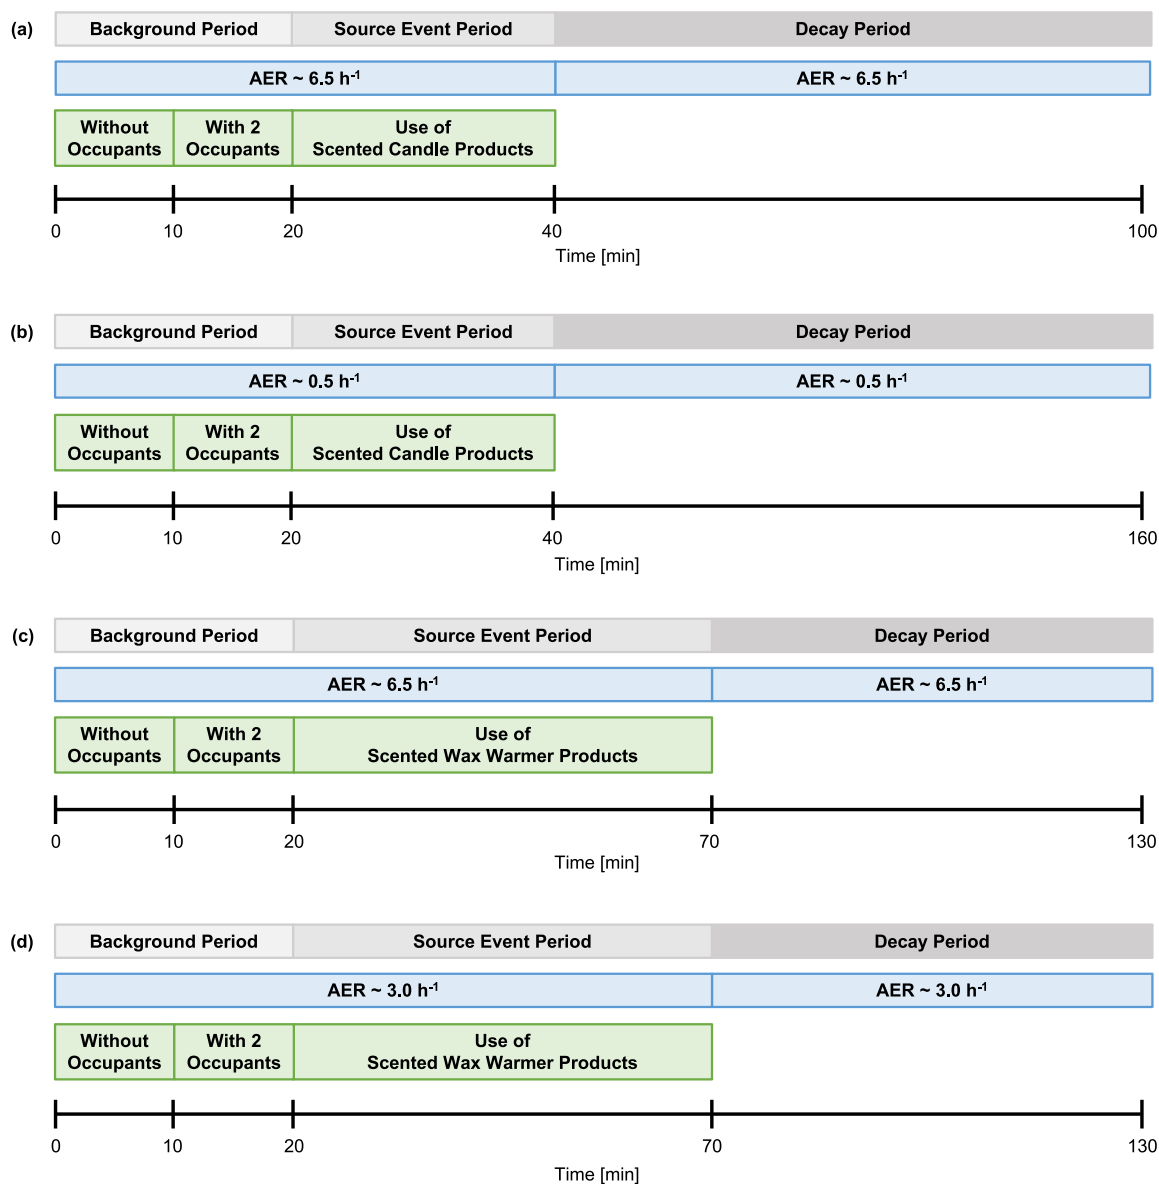 (a)
Background Period Source Event Period Decay Period
AER ~ 6.5 h⁻¹ AER ~ 6.5 h⁻¹
Without With 2 Use of
Occupants Occupants Scented Candle Products
0 10 20 40 100
Time [min]
(b)
Background Period Source Event Period Decay Period
AER ~ 0.5 h⁻¹ AER ~ 0.5 h⁻¹
Without With 2 Use of
Occupants Occupants Scented Candle Products
0 10 20 40 160
Time [min]
(c)
Background Period Source Event Period Decay Period
AER ~ 6.5 h⁻¹ AER ~ 6.5 h⁻¹
Without With 2 Use of
Occupants Occupants Scented Wax Warmer Products
0 10 20 70 130
Time [min]
(d)
Background Period Source Event Period Decay Period
AER ~ 3.0 h⁻¹ AER ~ 3.0 h⁻¹
Without With 2 Use of
Occupants Occupants Scented Wax Warmer Products
0 10 20 70 130
Time [min]